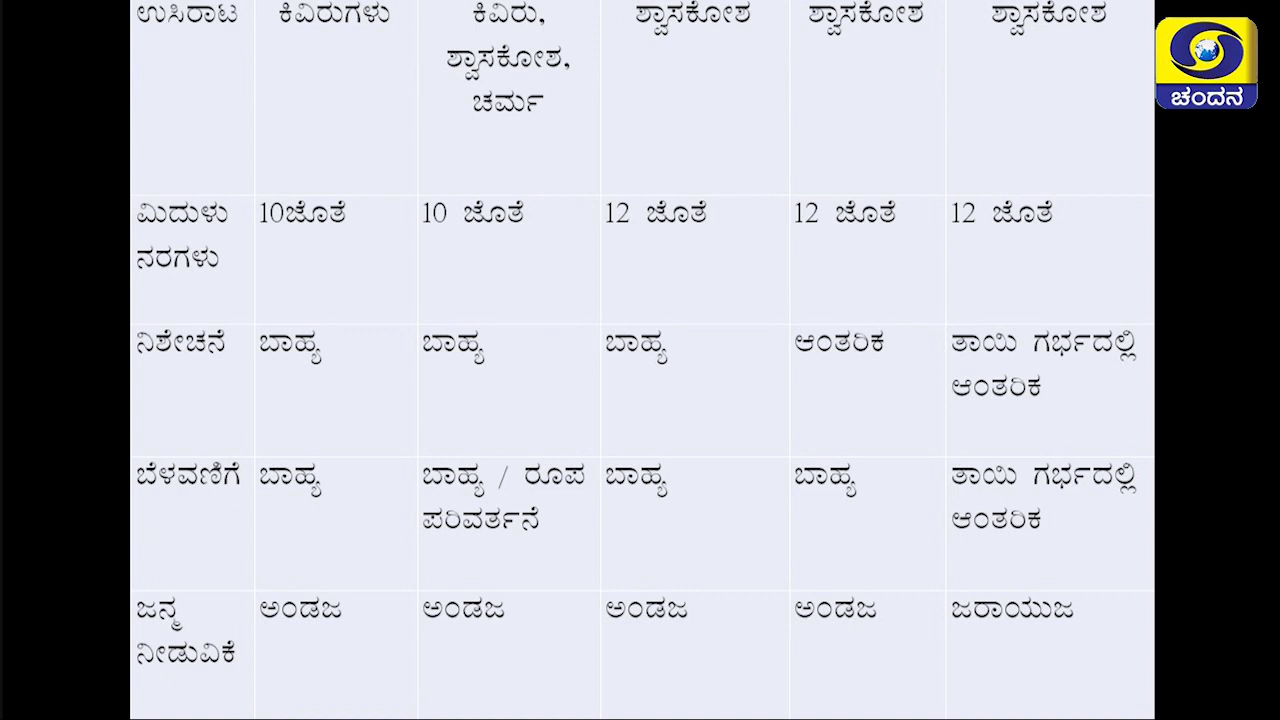 ಉಸಿರಾಟ ಕಿವಿರುಗಳು ಕಿವಿರು, ಶ್ವಾಸಕೋಶ ಶ್ವಾಸಕೋಶ ಶ್ವಾಸಕೋಶ
ಶ್ವಾಸಕೋಶ,
ಚರ್ಮ
ಚಂದನ
ಮಿದುಳು 10ಜೊತೆ 10 ಜೊತೆ 12 ಜೊತೆ 12 ಜೊತೆ 12 ಜೊತೆ
ನರಗಳು
ನಿಶೇಚನೆ ಬಾಹ್ಯ ಬಾಹ್ಯ ಬಾಹ್ಯ ಆಂತರಿಕ ತಾಯಿ ಗರ್ಭದಲ್ಲಿ
ಆಂತರಿಕ
ಬೆಳವಣಿಗೆ ಬಾಹ್ಯ ಬಾಹ್ಯ / ರೂಪ ಬಾಹ್ಯ ಬಾಹ್ಯ ತಾಯಿ ಗರ್ಭದಲ್ಲಿ
ಪರಿವರ್ತನೆ ಆಂತರಿಕ
ಜನ್ಮ ಅಂಡಜ ಅಂಡಜ ಅಂಡಜ ಅಂಡಜ ಜರಾಯುಜ
ನೀಡುವಿಕೆ